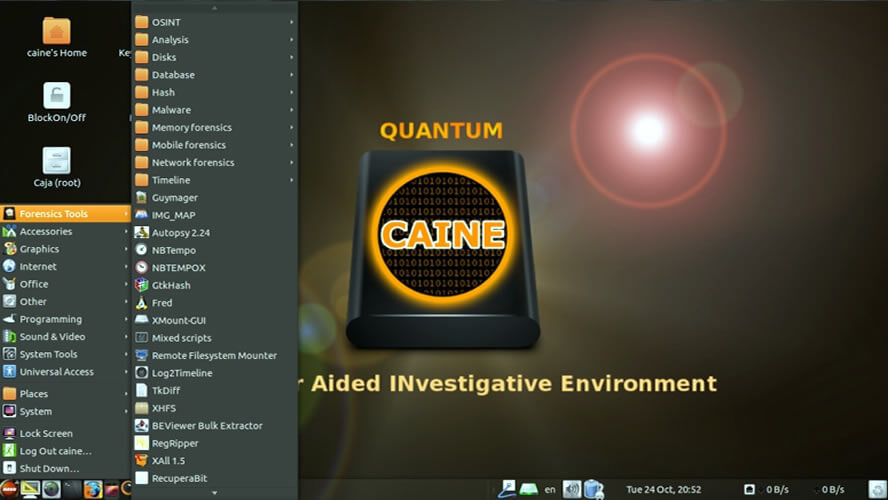 caine's Home
Ke
BlockOn/Off
Caja (root)
Forensics Tools
Accessories
Graphics
Internet
Office
Other
Programming
Sound & Video
System Tools
Universal Access
Places
System
Lock Screen
Log Out caine...
Shut Down...
OSINT
Analysis
Disks
Database
Hash
Malware
Memory forensics
Mobile forensics
Network forensics
Timeline
Guymager
IMG_MAP
Autopsy 2.24
NBTempo
NBTEMPOX
GtkHash
Fred
XMount-GUI
Mixed scripts
Remote Filesystem Mounter
Log2Timeline
TkDiff
XHFS
BEViewer Bulk Extractor
RegRipper
XAll 1.5
RecuperaBit
QUANTUM
CAINE
r Aided INvestigative Environment
en
Tue 24 Oct, 20:52
0 B/s
0 B/s